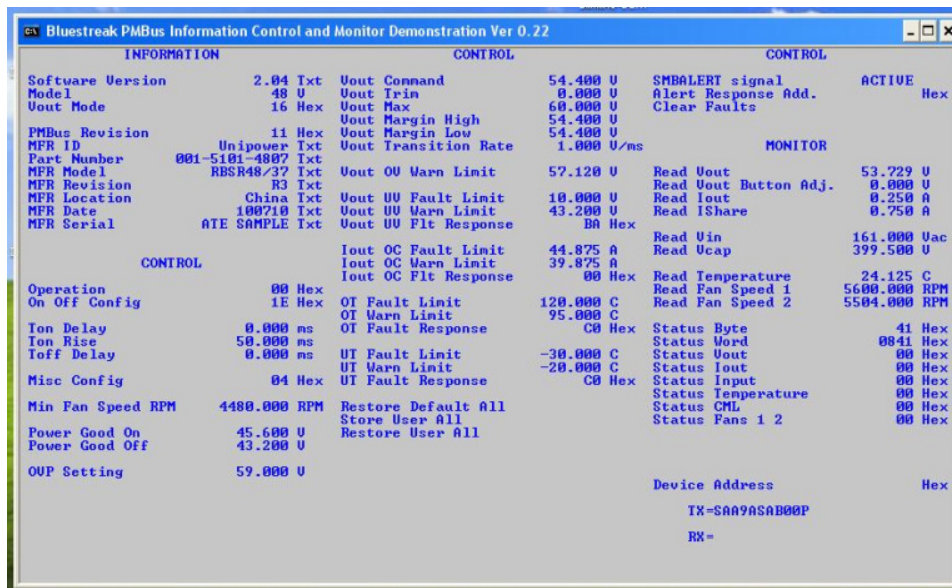 Bluestreak PMBus Information Control and Monitor Demonstration Ver 0.22
INFORMATION
Software Version 2.04 Txt
Model 48 V
Vout Mode 16 Hex
PMBus Revision 11 Hex
MFR ID Unipower Txt
Part Number 001-5101-4807 Txt
MFR Model RBSR48/37 Txt
MFR Revision R3 Txt
MFR Location China Txt
MFR Date 100710 Txt
MFR Serial ATE SAMPLE Txt
CONTROL
Operation 00 Hex
On Off Config 1E Hex
Ton Delay 0.000 ms
Ton Rise 50.000 ms
Toff Delay 0.000 ms
Misc Config 04 Hex
Min Fan Speed RPM 4480.000 RPM
Power Good On 45.600 V
Power Good Off 43.200 V
OVP Setting 59.000 V
CONTROL
Vout Command 54.400 V
Vout Trim 0.000 V
Vout Max 60.000 V
Vout Margin High 54.400 V
Vout Margin Low 54.400 V
Vout Transition Rate 1.000 V/ms
Vout OV Warn Limit 57.120 V
Vout UV Fault Limit 10.000 V
Vout UV Warn Limit 43.200 V
Vout UV Flt Response BA Hex
Iout OC Fault Limit 44.875 A
Iout OC Warn Limit 39.875 A
Iout OC Flt Response 00 Hex
OT Fault Limit 120.000 C
OT Warn Limit 95.000 C
OT Fault Response C0 Hex
UT Fault Limit -30.000 C
UT Warn Limit -20.000 C
UT Fault Response C0 Hex
Restore Default All
Store User All
Restore User All
CONTROL
SMBALERT signal ACTIVE
Alert Response Add. Hex
Clear Faults
MONITOR
Read Vout 53.729 V
Read Vout Button Adj. 0.000 V
Read Iout 0.250 A
Read IShare 0.750 A
Read Vin 161.000 Vac
Read Vcap 399.500 V
Read Temperature 24.125 C
Read Fan Speed 1 5600.000 RPM
Read Fan Speed 2 5504.000 RPM
Status Byte 41 Hex
Status Word 0841 Hex
Status Vout 00 Hex
Status Iout 00 Hex
Status Input 00 Hex
Status Temperature 00 Hex
Status CML 00 Hex
Status Fans 1 2 00 Hex
Device Address Hex
TX=SAA9ASAB00P
RX=